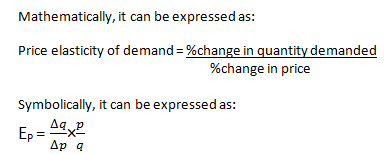 Mathematically, it can be expressed as:
Price elasticity of demand = %change in quantity demanded
%change in price
Symbolically, it can be expressed as:
Ep = Δq x p
Δp q